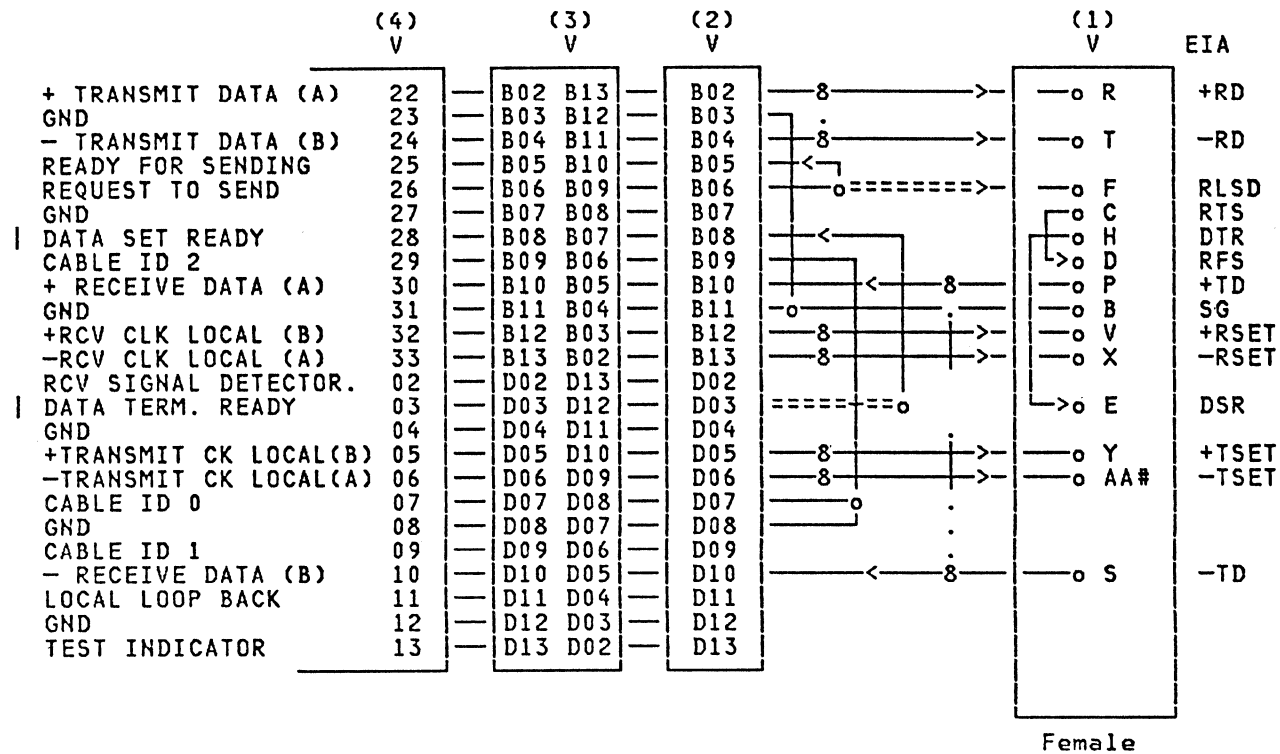 (4) (3) (2) (1)
V V V V EIA
+ TRANSMIT DATA (A) 22 B02 B13 B02 8 > o R +RD
GND 23 B03 B12 B03
- TRANSMIT DATA (B) 24 B04 B11 B04 8 > o T -RD
READY FOR SENDING 25 B05 B10 B05 <
REQUEST TO SEND 26 B06 B09 B06 o ======> o F RLSD
GND 27 B07 B08 B07 o C RTS
| DATA SET READY 28 B08 B07 B08 < o H DTR
CABLE ID 2 29 B09 B06 B09 >o D RFS
+ RECEIVE DATA (A) 30 B10 B05 B10 < 8 o P +TD
GND 31 B11 B04 B11 o o B SG
+RCV CLK LOCAL (B) 32 B12 B03 B12 8 > o V +RSET
-RCV CLK LOCAL (A) 33 B13 B02 B13 8 > o X -RSET
RCV SIGNAL DETECTOR. 02 D02 D13 D02
| DATA TERM. READY 03 D03 D12 D03 ========o >o E DSR
GND 04 D04 D11 D04
+TRANSMIT CK LOCAL(B) 05 D05 D10 D05 8 > o Y +TSET
-TRANSMIT CK LOCAL(A) 06 D06 D09 D06 8 > o AA# -TSET
CABLE ID 0 07 D07 D08 D07 o
GND 08 D08 D07 D08
CABLE ID 1 09 D09 D06 D09
- RECEIVE DATA (B) 10 D10 D05 D10 < 8 o S -TD
LOCAL LOOP BACK 11 D11 D04 D11
GND 12 D12 D03 D12
TEST INDICATOR 13 D13 D02 D13
Female